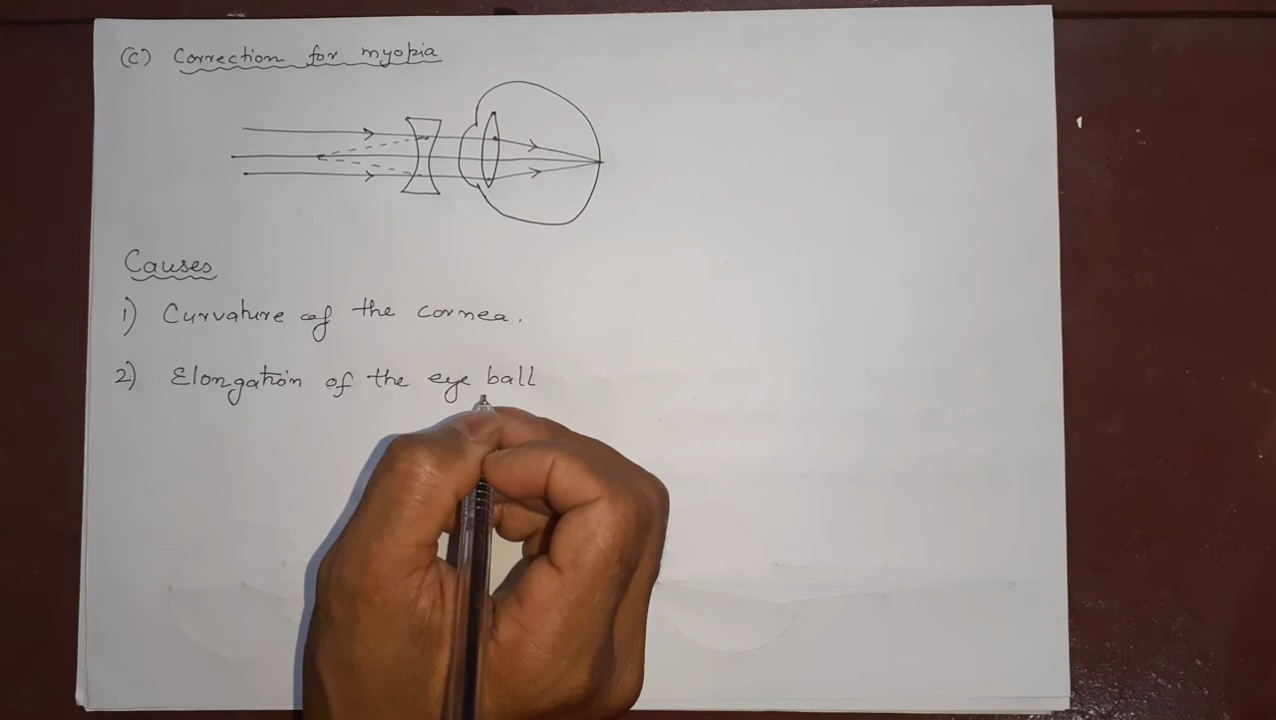 (C) Correction for myopia
Causes
1) Curvature of the cornea.
2) Elongation of the eye ball